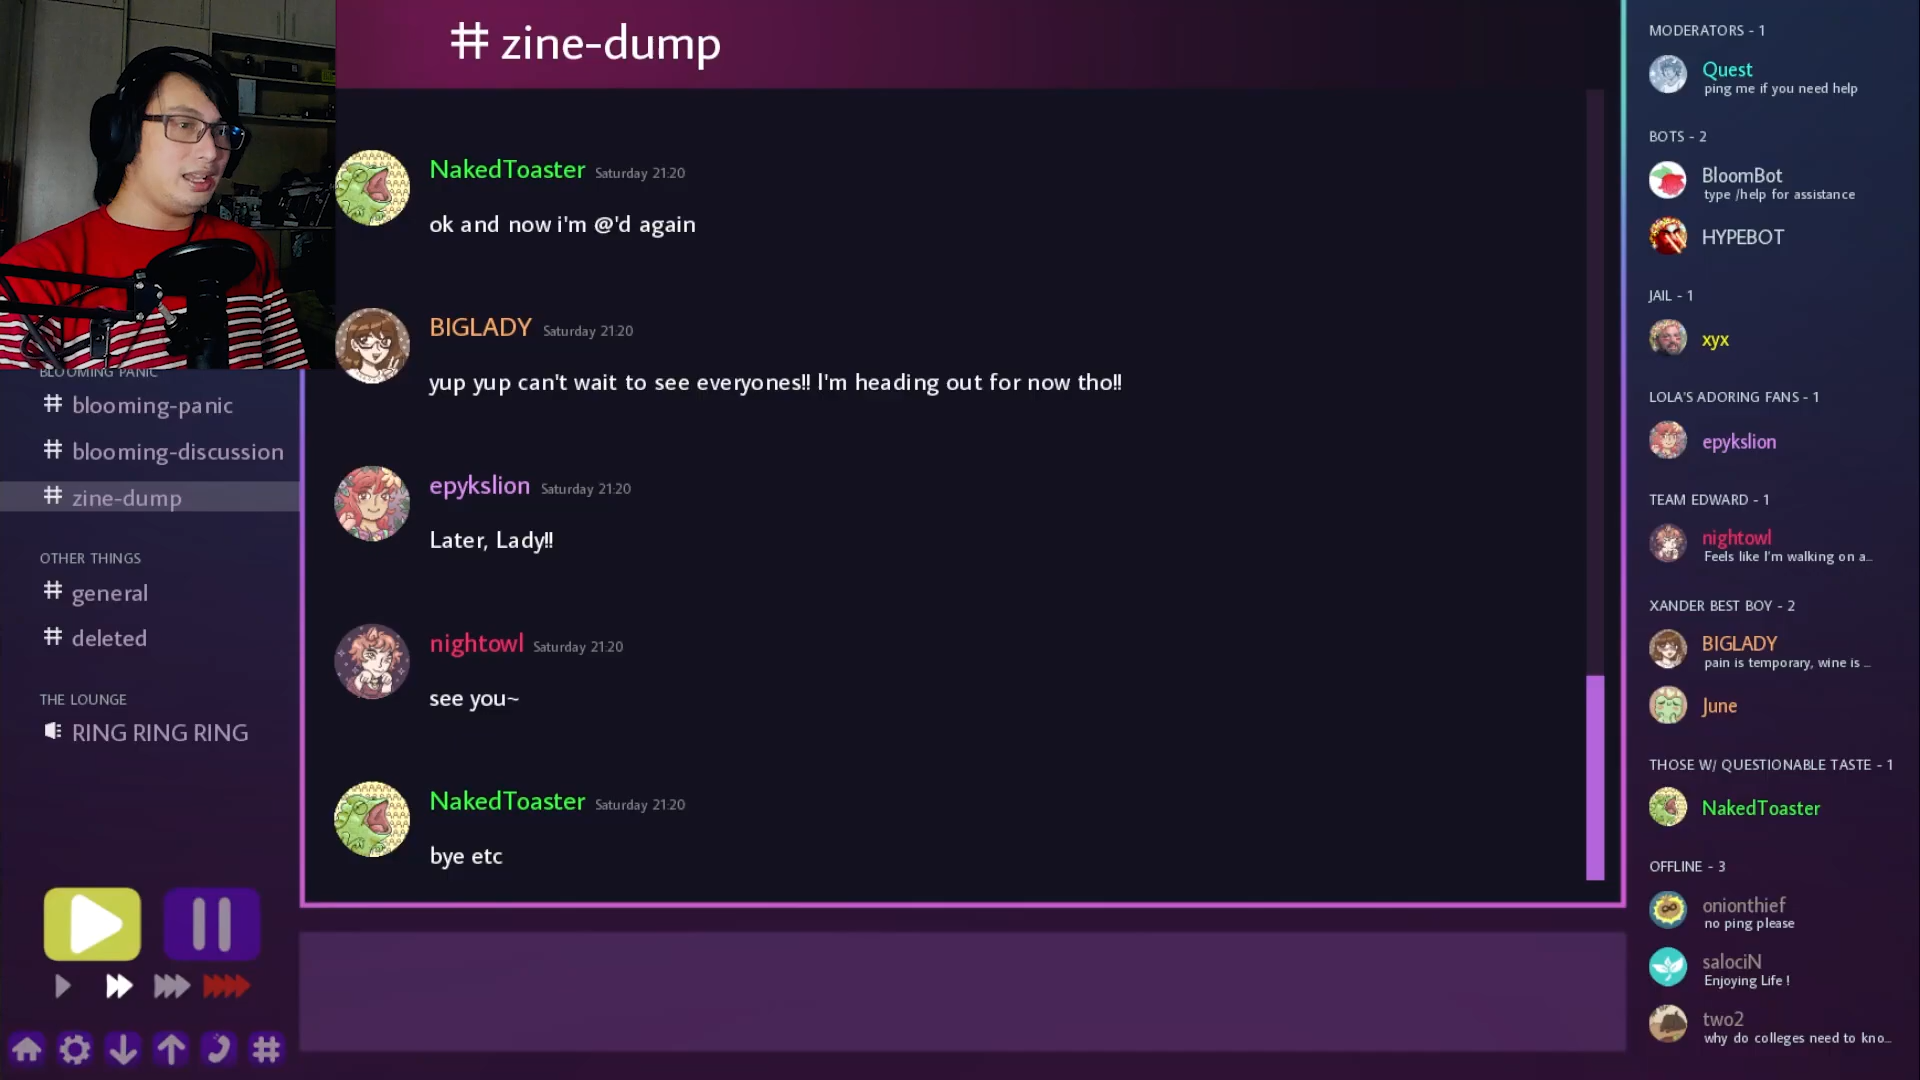 # zine-dump
NakedToaster Saturday 21:20
ok and now i'm @'d again
BIGLADY Saturday 21:20
yup yup can't wait to see everyones!! I'm heading out for now tho!!
epykslion Saturday 21:20
Later, Lady!!
nightowl Saturday 21:20
see you~
NakedToaster Saturday 21:20
bye etc
BLOOMING PANIC
# blooming-panic
# blooming-discussion
# zine-dump
OTHER THINGS
# general
# deleted
THE LOUNGE
RING RING RING
MODERATORS - 1
Quest
ping me if you need help
BOTS - 2
BloomBot
type /help for assistance
HYPEBOT
JAIL - 1
xyx
LOLA'S ADORING FANS - 1
epykslion
TEAM EDWARD - 1
nightowl
Feels like I'm walking on a...
XANDER BEST BOY - 2
BIGLADY
pain is temporary, wine is ...
June
THOSE W/ QUESTIONABLE TASTE - 1
NakedToaster
OFFLINE - 3
onionthief
no ping please
salociN
Enjoying Life !
two2
why do colleges need to kno...